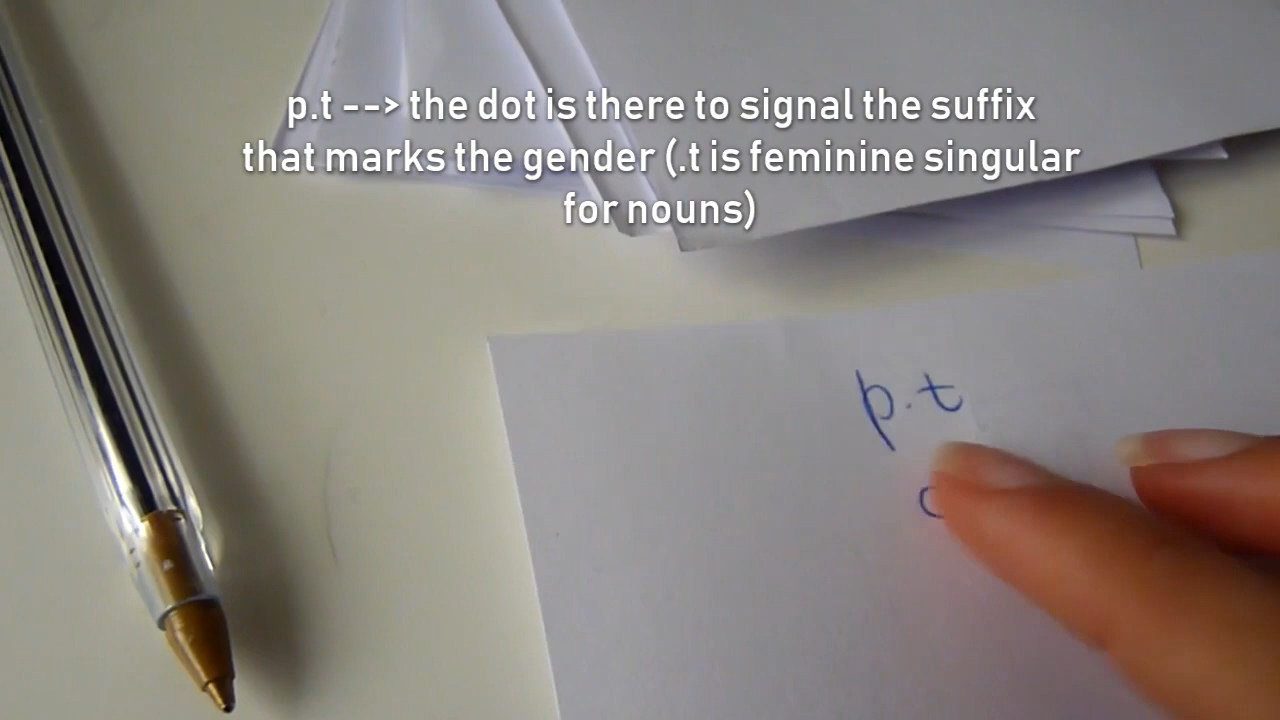 p.t --> the dot is there to signal the suffix
that marks the gender (.t is feminine singular
for nouns)
p.t